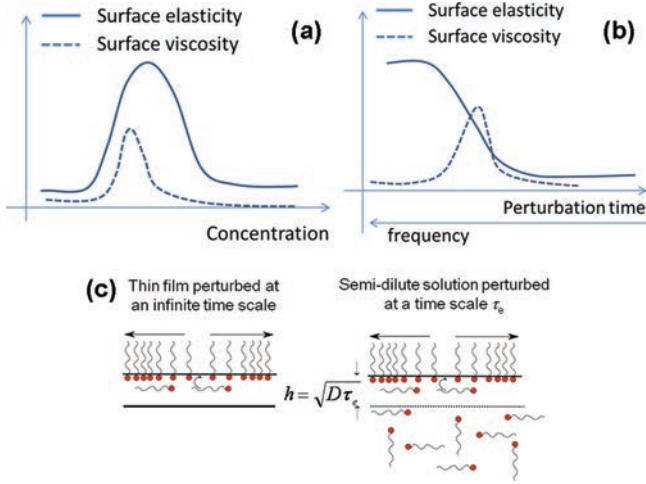 Surface elasticity
Surface viscosity
(a)
Concentration
Surface elasticity
Surface viscosity
(b)
Perturbation time
frequency
(c)
Thin film perturbed at
an infinite time scale
Semi-dilute solution perturbed
at a time scale τe
h = √Dτe